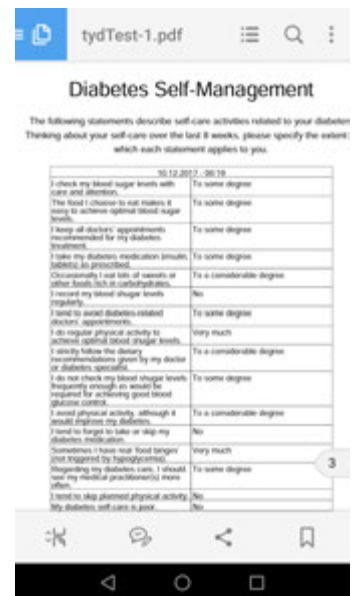 tydTest-1.pdf
Diabetes Self-Management
The following statements describe self-care activities related to your diabetes
Thinking about your self-care over the last 8 weeks, please specify the extent
which each statement applies to you.
10.12.2017 - 08:19
I check my blood sugar levels with To some degree
care and attention.
The food I choose to eat makes it To some degree
easy to achieve optimal blood sugar
levels.
I keep all doctors' appointments To some degree
recommended for my diabetes
treatment.
I take my diabetes medication (insulin, To some degree
tablets) as prescribed.
Occasionally I eat lots of sweets or To a considerable degree
other foods rich in carbohydrates.
I record my blood shugar levels No
regularly.
I tend to avoid diabetes-related To some degree
doctors' appointments.
I do regular physical activity to Very much
achieve optimal blood shugar levels.
I strictly follow the dietary To a considerable degree
recommendations given by my doctor
or diabetes specialist.
I do not check my blood shugar levels To some degree
frequently enough as would be
required for achieving good blood
glucose control.
I avoid physical activity, although it To a considerable degree
would improve my diabetes.
I tend to forget to take or skip my No
diabetes medication.
Sometimes I have real 'food binges' Very much
(not triggered by hypoglycemia).
Regarding my diabetes care, I should To some degree
see my medical practitioner(s) more
often.
I tend to skip planned physical activity. No
My diabetes self-care is poor. No
3